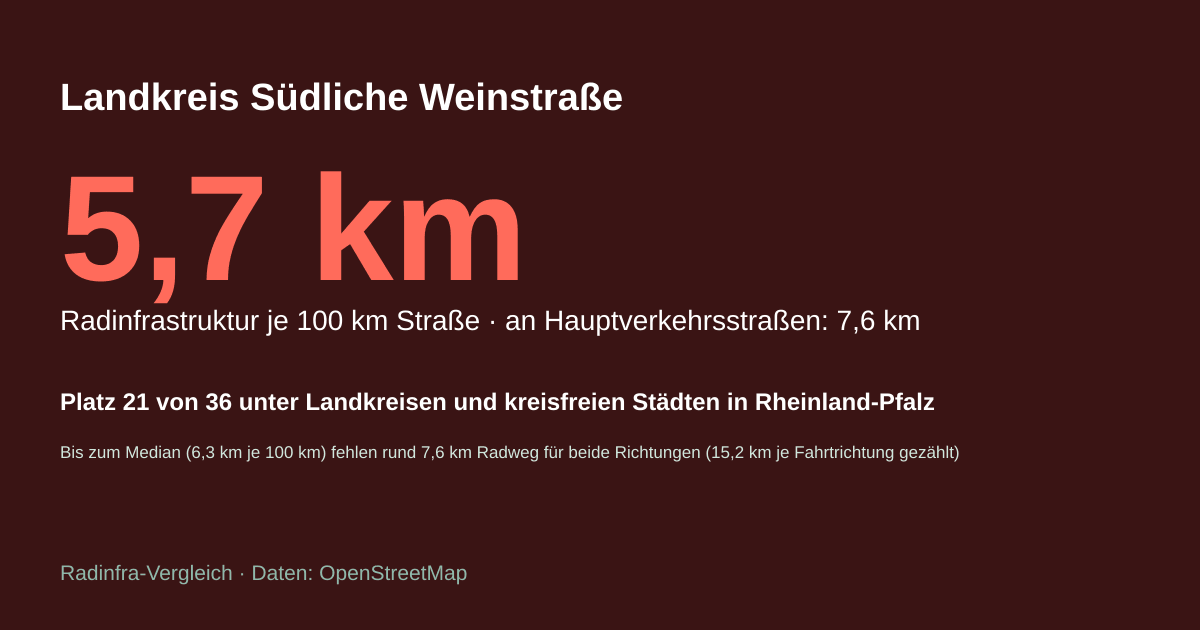 Landkreis Südliche Weinstraße
5,7 km
Radinfrastruktur je 100 km Straße · an Hauptverkehrsstraßen: 7,6 km
Platz 21 von 36 unter Landkreisen und kreisfreien Städten in Rheinland-Pfalz
Bis zum Median (6,3 km je 100 km) fehlen rund 7,6 km Radweg für beide Richtungen (15,2 km je Fahrtrichtung gezählt)
Radinfra-Vergleich · Daten: OpenStreetMap